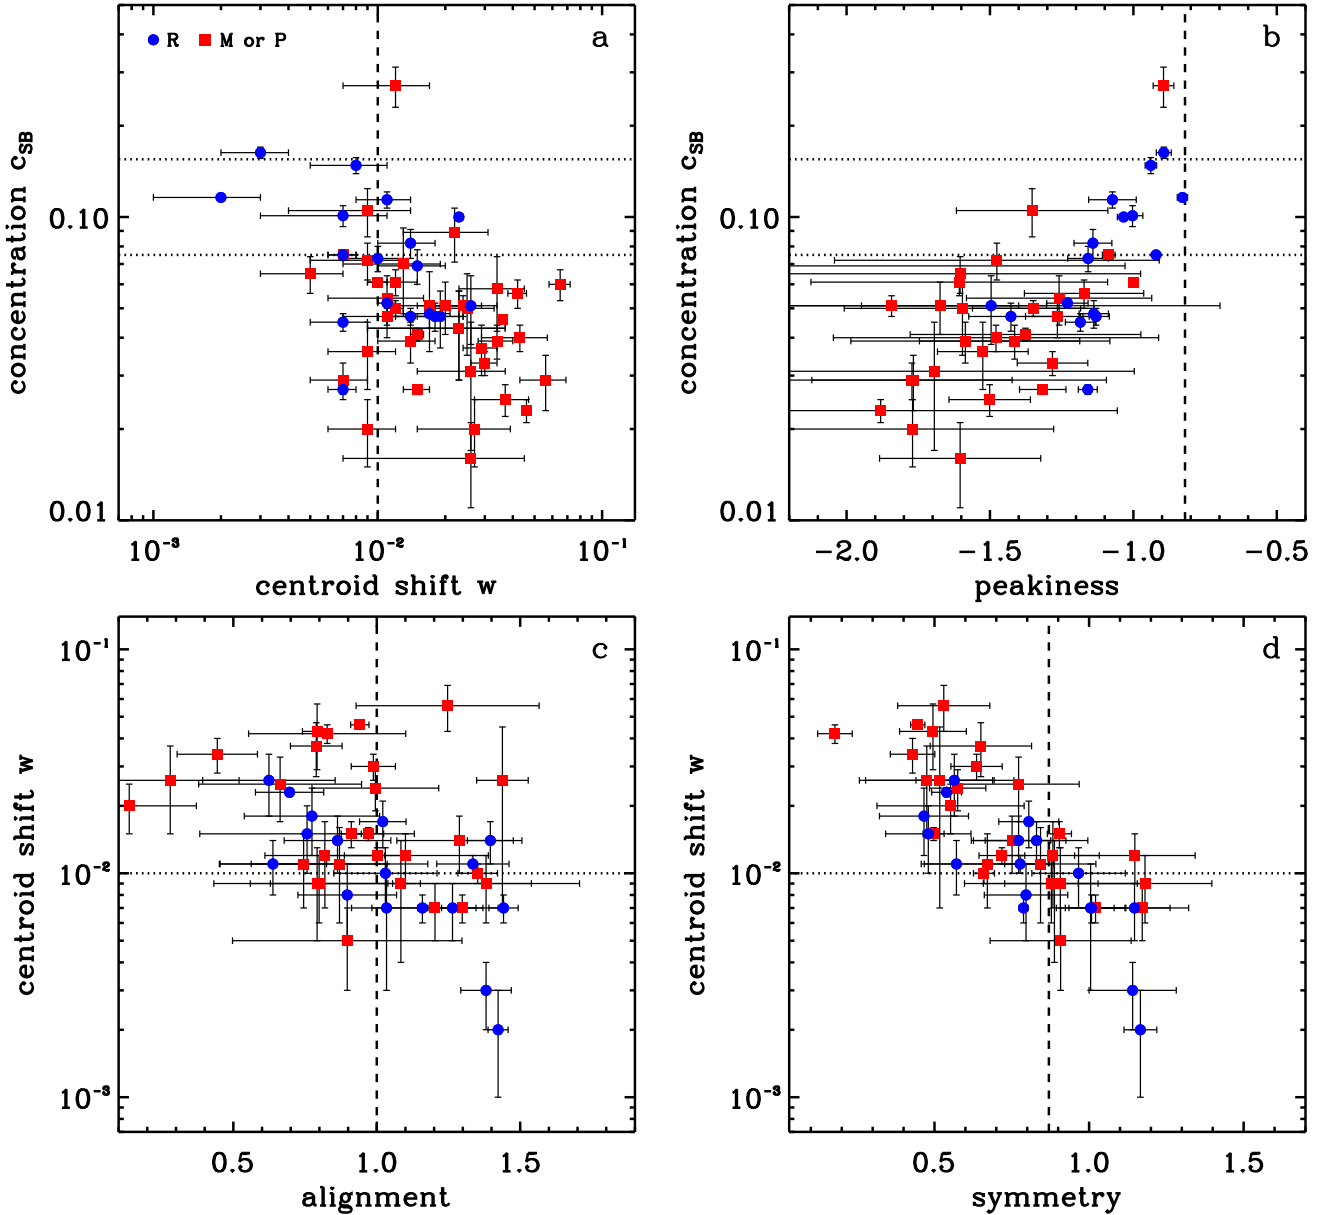 a
R
M or P
concentration cSB
0.10
0.01
10⁻³
10⁻²
10⁻¹
centroid shift w
b
concentration cSB
0.10
0.01
−2.0
−1.5
−1.0
−0.5
peakiness
c
centroid shift w
10⁻¹
10⁻²
10⁻³
0.5
1.0
1.5
alignment
d
centroid shift w
10⁻¹
10⁻²
10⁻³
0.5
1.0
1.5
symmetry